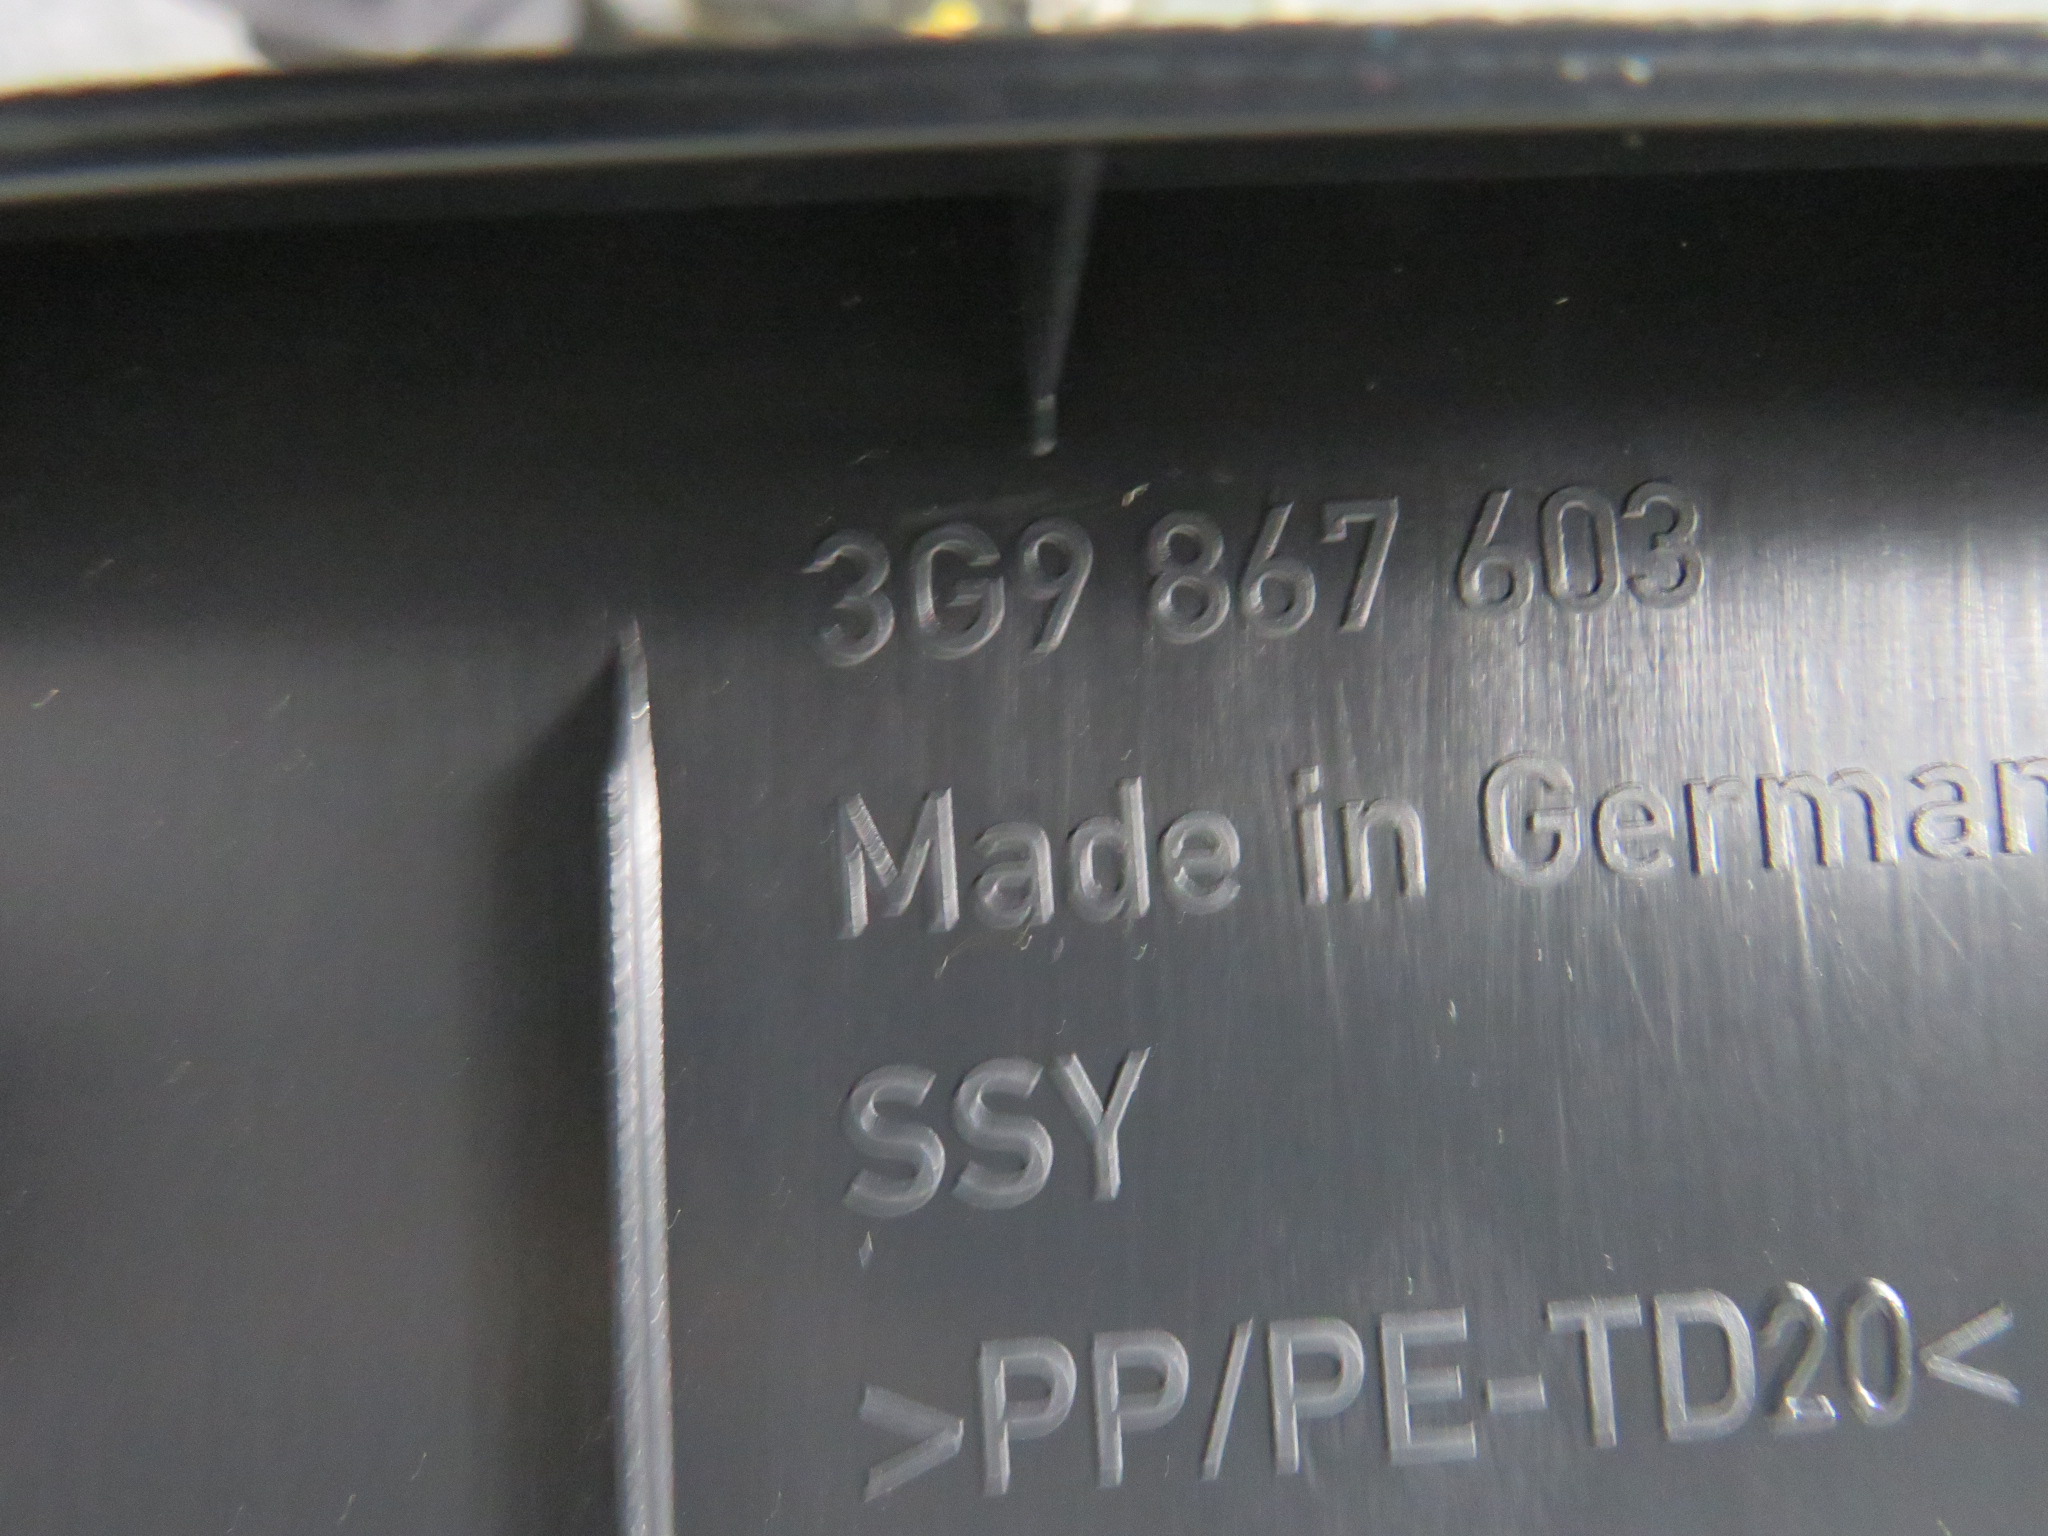 3G9 867 603
Made in German
SSY
>PP/PE-TD20<